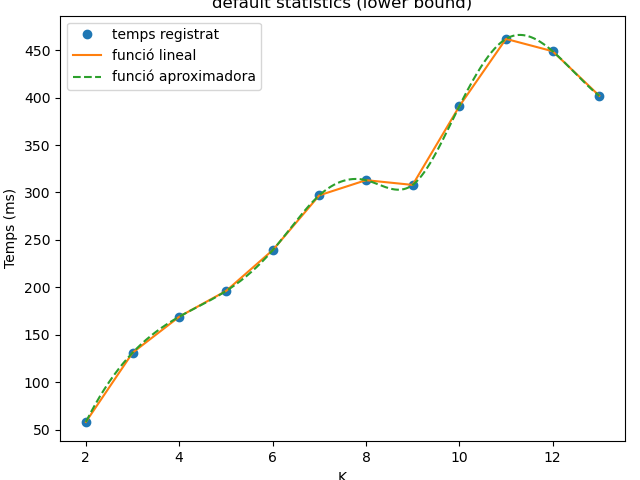 default statistics (lower bound)
temps registrat
funció lineal
funció aproximadora
Temps (ms)
450
400
350
300
250
200
150
100
50
2
4
6
8
10
12
K